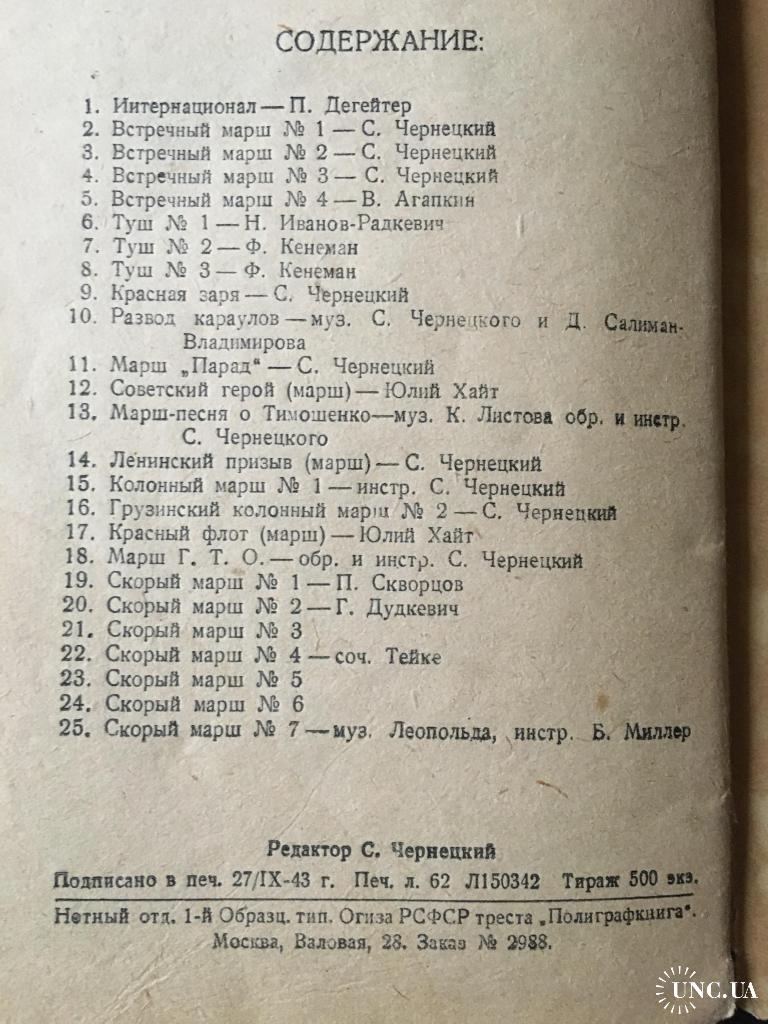 СОДЕРЖАНИЕ:
1. Интернационал — П. Дегейтер
2. Встречный марш № 1 — С. Чернецкий
3. Встречный марш № 2 — С. Чернецкий
4. Встречный марш № 3 — С. Чернецкий
5. Встречный марш № 4 — В. Агапкин
6. Туш № 1 — Н. Иванов-Радкевич
7. Туш № 2 — Ф. Кенеман
8. Туш № 3 — Ф. Кенеман
9. Красная заря — С. Чернецкий
10. Развод караулов — муз. С. Чернецкого и Д. Салиман-
Владимирова
11. Марш „Парад“ — С. Чернецкий
12. Советский герой (марш) — Юлий Хайт
13. Марш-песня о Тимошенко — муз. К. Листова обр. и инстр.
С. Чернецкого
14. Ленинский призыв (марш) — С. Чернецкий
15. Колонный марш № 1 — инстр. С. Чернецкий
16. Грузинский колонный марш № 2 — С. Чернецкий
17. Красный флот (марш) — Юлий Хайт
18. Марш Г. Т. О. — обр. и инстр. С. Чернецкий
19. Скорый марш № 1 — П. Скворцов
20. Скорый марш № 2 — Г. Дудкевич
21. Скорый марш № 3
22. Скорый марш № 4 — соч. Тейке
23. Скорый марш № 5
24. Скорый марш № 6
25. Скорый марш № 7 — муз. Леопольда, инстр. Б. Миллер
Редактор С. Чернецкий
Подписано в печ. 27/IX-43 г. Печ. л. 62 Л150342 Тираж 500 экз.
Нотный отд. 1-й Образц. тип. Огиза РСФСР треста „Полиграфкнига“.
Москва, Валовая, 28. Заказ № 2988.
UNC.UA